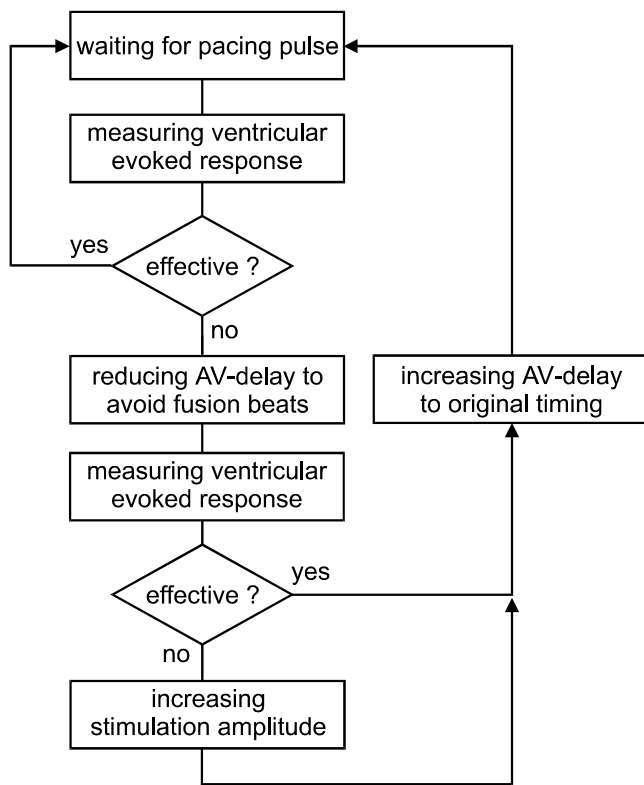 waiting for pacing pulse
measuring ventricular
evoked response
yes
effective ?
no
reducing AV-delay to
avoid fusion beats
increasing AV-delay
to original timing
measuring ventricular
evoked response
yes
effective ?
no
increasing
stimulation amplitude